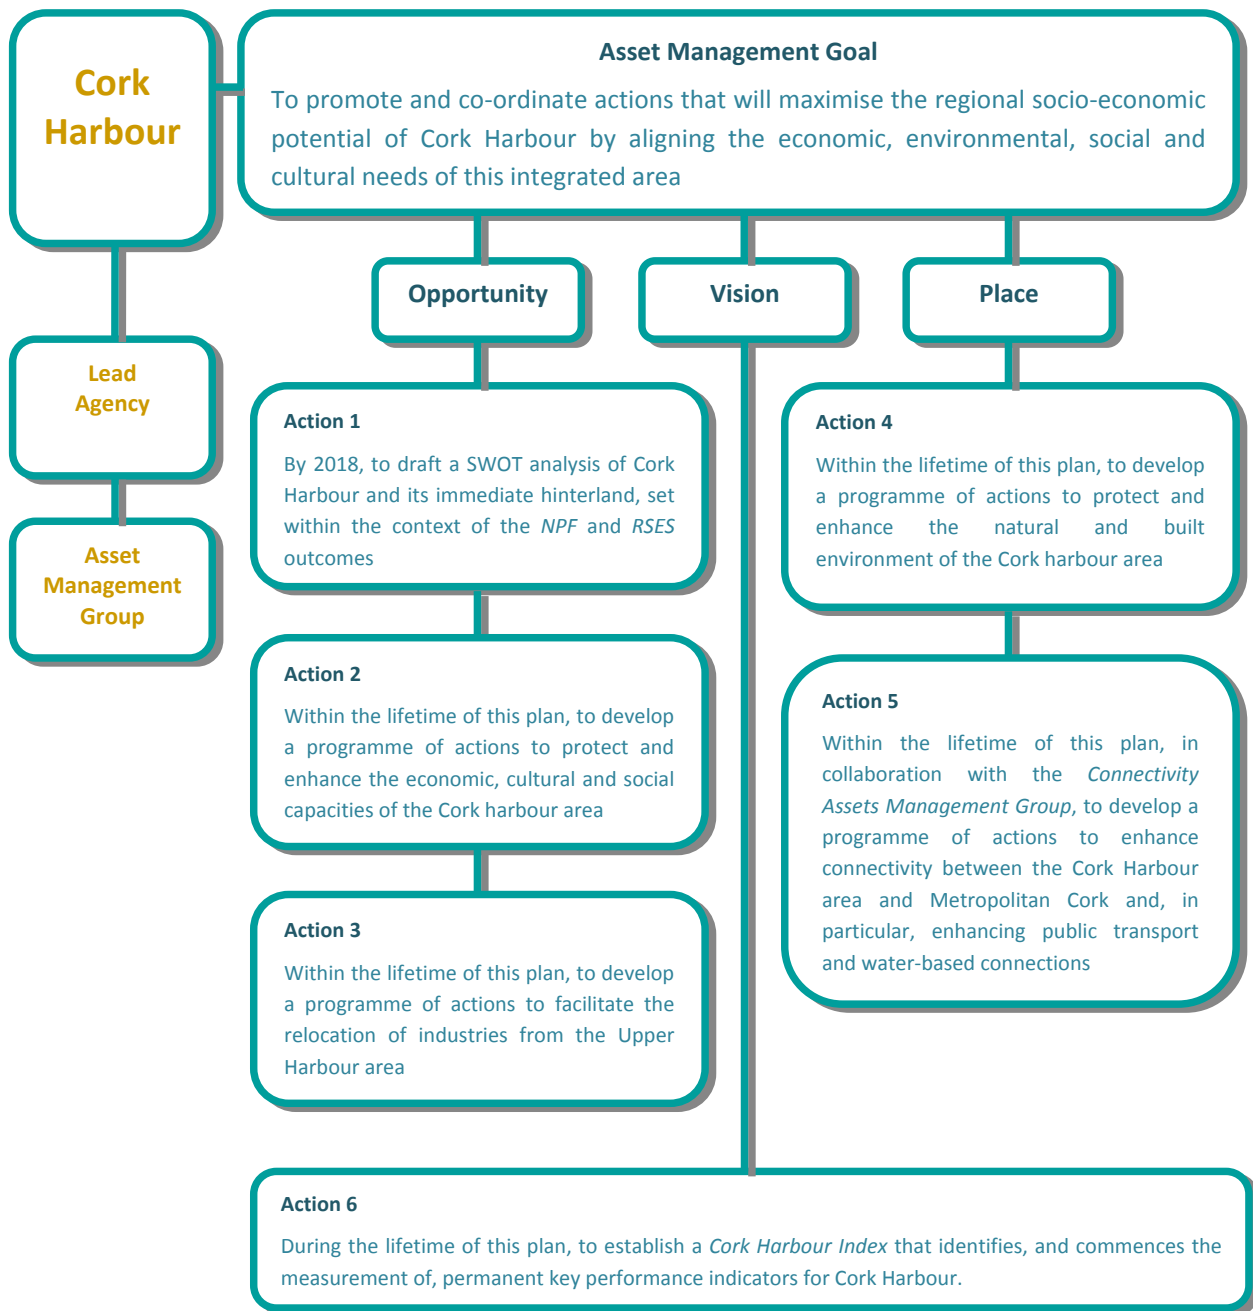 Cork
Harbour
Asset Management Goal
To promote and co-ordinate actions that will maximise the regional socio-economic
potential of Cork Harbour by aligning the economic, environmental, social and
cultural needs of this integrated area
Opportunity
Vision
Place
Lead
Agency
Asset
Management
Group
Action 1
By 2018, to draft a SWOT analysis of Cork
Harbour and its immediate hinterland, set
within the context of the NPF and RSES
outcomes
Action 2
Within the lifetime of this plan, to develop
a programme of actions to protect and
enhance the economic, cultural and social
capacities of the Cork harbour area
Action 3
Within the lifetime of this plan, to develop
a programme of actions to facilitate the
relocation of industries from the Upper
Harbour area
Action 4
Within the lifetime of this plan, to develop
a programme of actions to protect and
enhance the natural and built
environment of the Cork harbour area
Action 5
Within the lifetime of this plan, in
collaboration with the Connectivity
Assets Management Group, to develop a
programme of actions to enhance
connectivity between the Cork Harbour
area and Metropolitan Cork and, in
particular, enhancing public transport
and water-based connections
Action 6
During the lifetime of this plan, to establish a Cork Harbour Index that identifies, and commences the
measurement of, permanent key performance indicators for Cork Harbour.